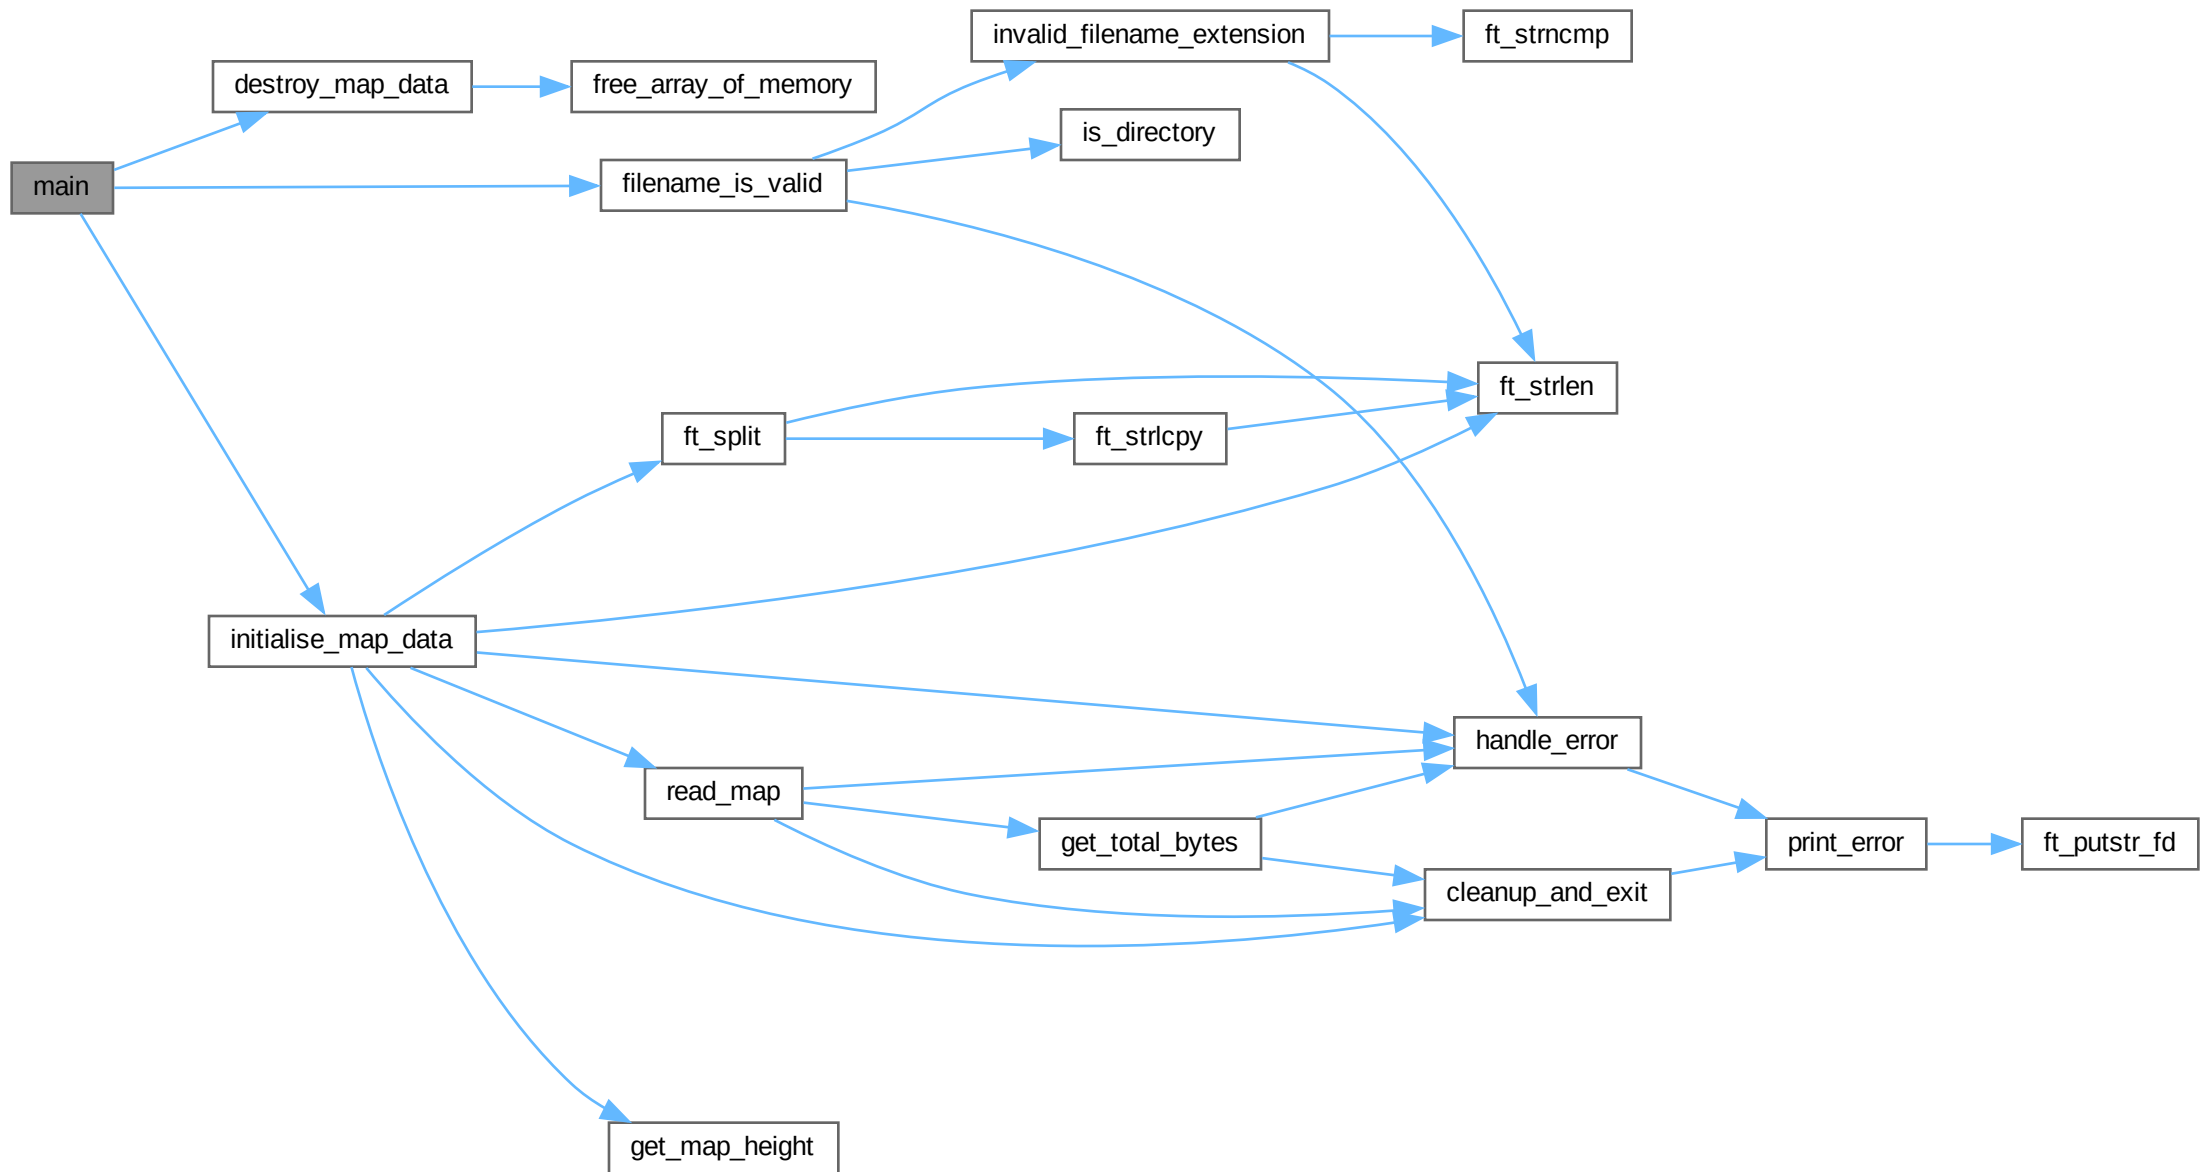 invalid_filename_extension
ft_strncmp
destroy_map_data
free_array_of_memory
is_directory
main
filename_is_valid
ft_strlen
ft_split
ft_strlcpy
initialise_map_data
handle_error
read_map
get_total_bytes
print_error
ft_putstr_fd
cleanup_and_exit
get_map_height